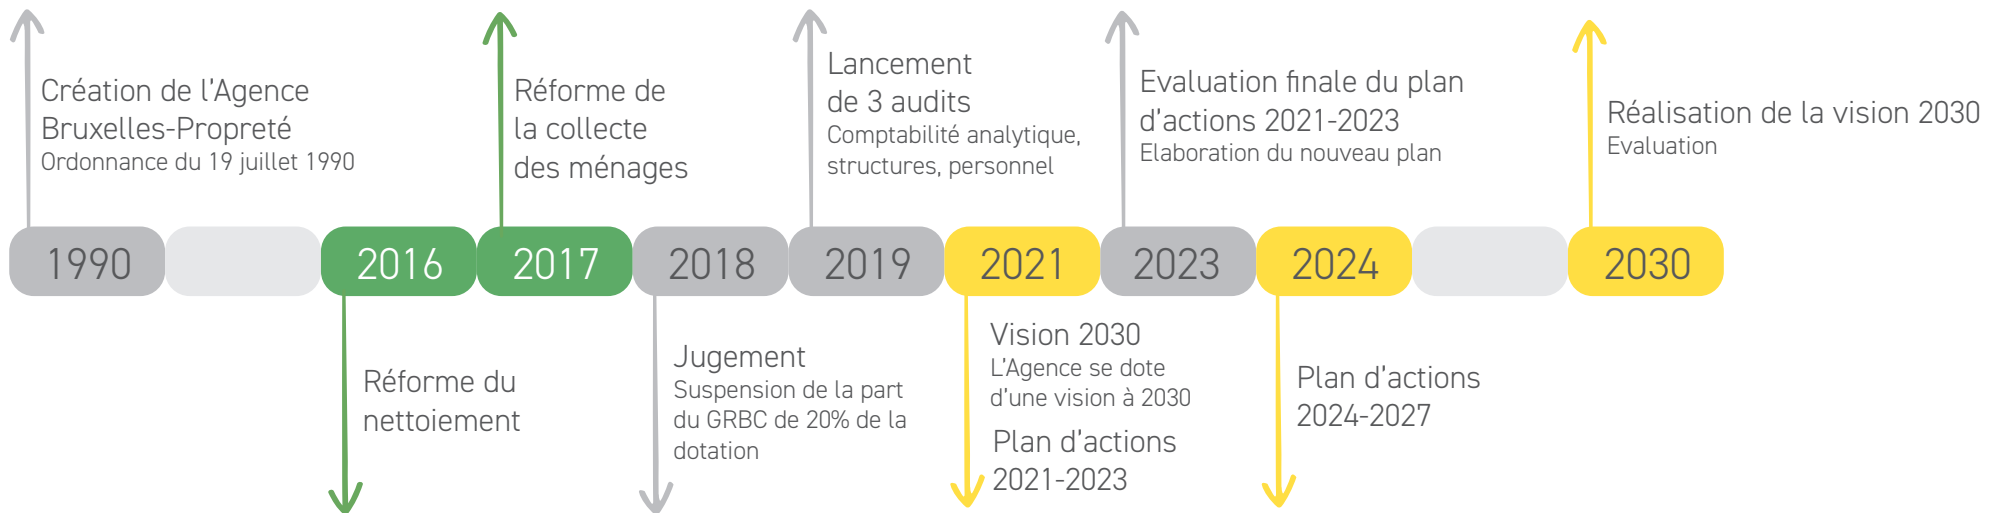 Création de l'Agence
Bruxelles-Propreté
Ordonnance du 19 juillet 1990
Réforme de
la collecte
des ménages
Lancement
de 3 audits
Comptabilité analytique,
structures, personnel
Evaluation finale du plan
d'actions 2021-2023
Elaboration du nouveau plan
Réalisation de la vision 2030
Evaluation
1990
2016
2017
2018
2019
2021
2023
2024
2030
Réforme du
nettoiement
Jugement
Suspension de la part
du GRBC de 20% de la
dotation
Vision 2030
L'Agence se dote
d'une vision à 2030
Plan d'actions
2021-2023
Plan d'actions
2024-2027